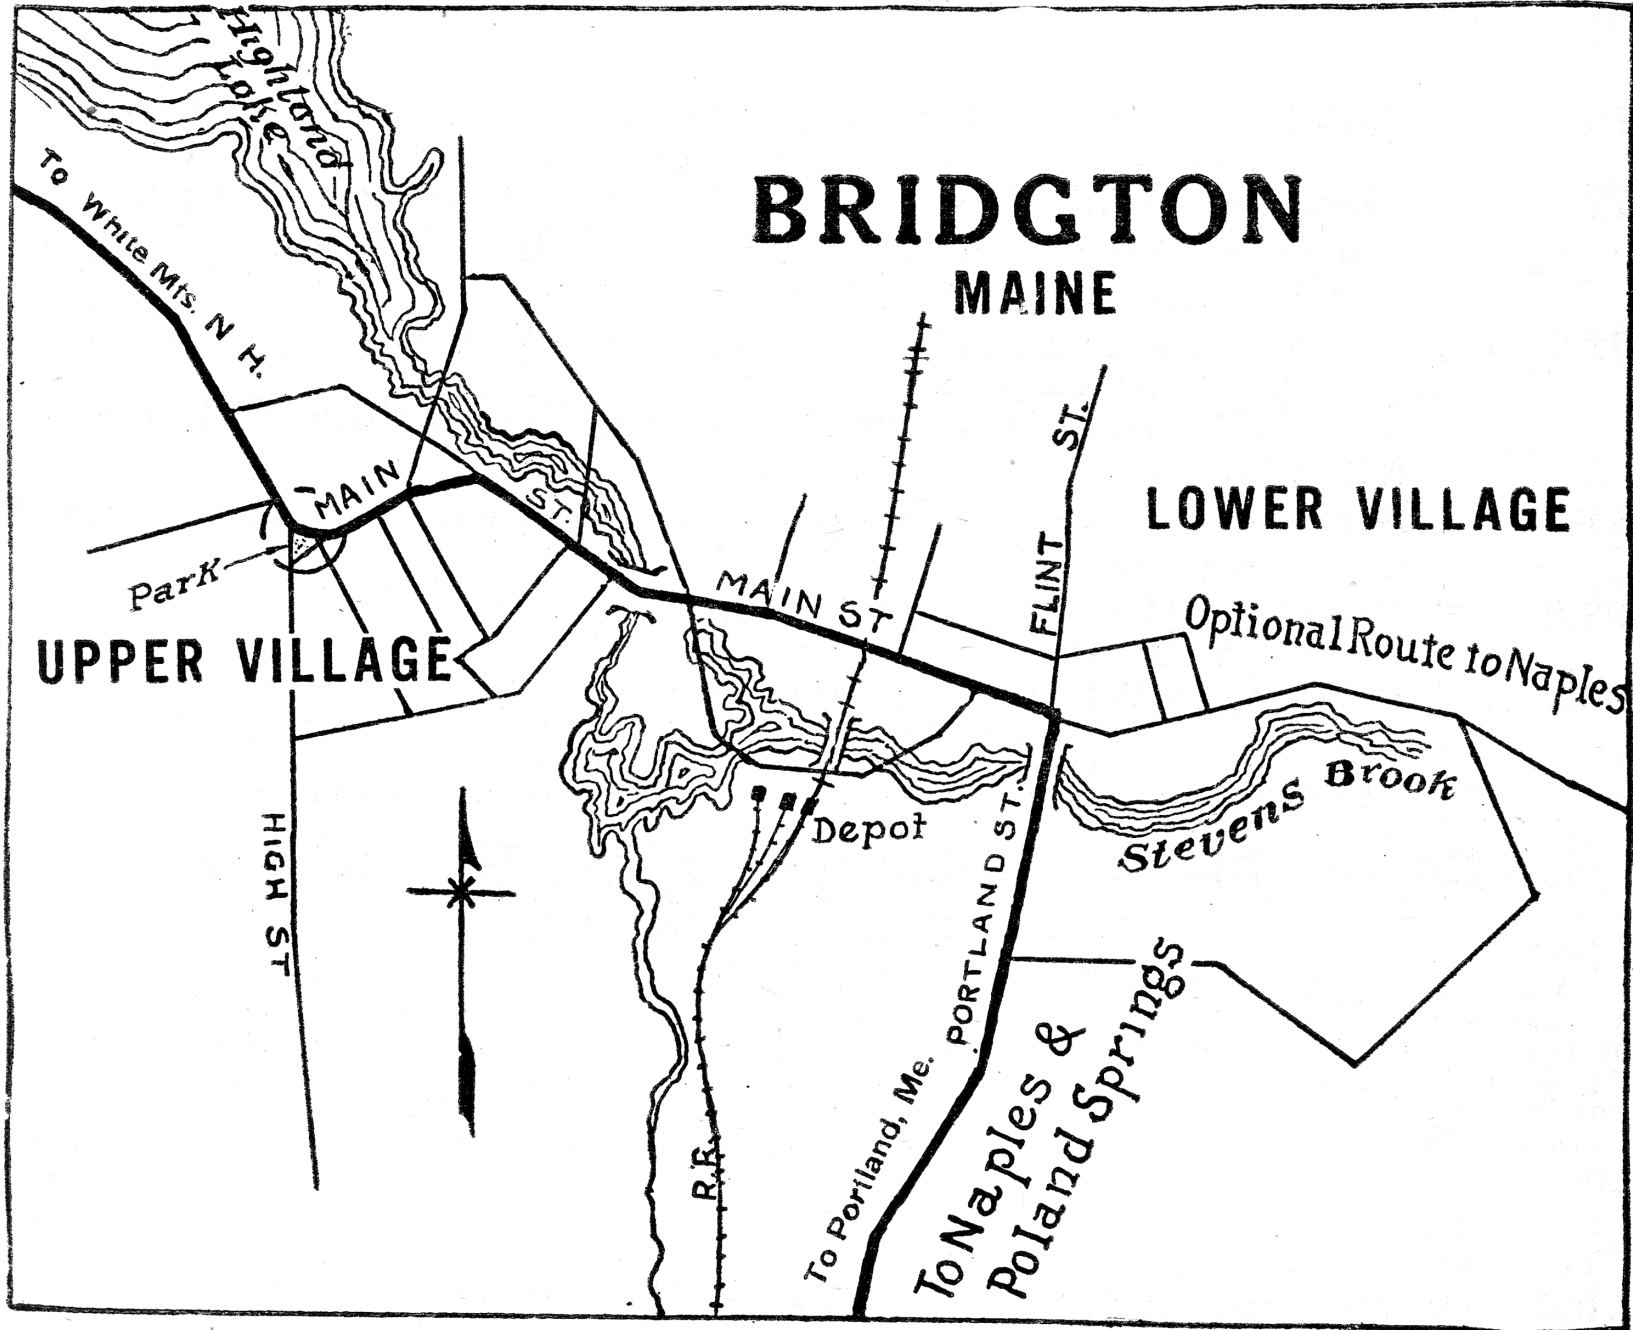 Highland
Lake
To White Mts. N H.
BRIDGTON
MAINE
MAIN ST.
Park
UPPER VILLAGE
MAIN ST
FLINT ST.
LOWER VILLAGE
Optional Route to Naples
Stevens Brook
Depot
HIGH ST
PORTLAND ST.
R.R.
To Portland, Me.
To Naples &
Poland Springs